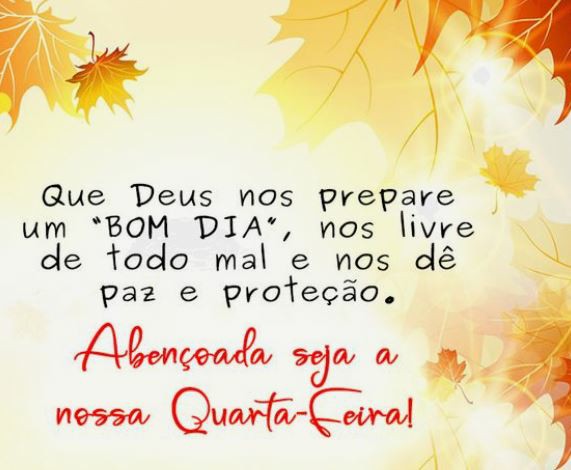 Que Deus nos prepare
um "BOM DIA", nos livre
de todo mal e nos dê
paz e proteção.
Abençoada seja a
nossa Quarta-Feira!